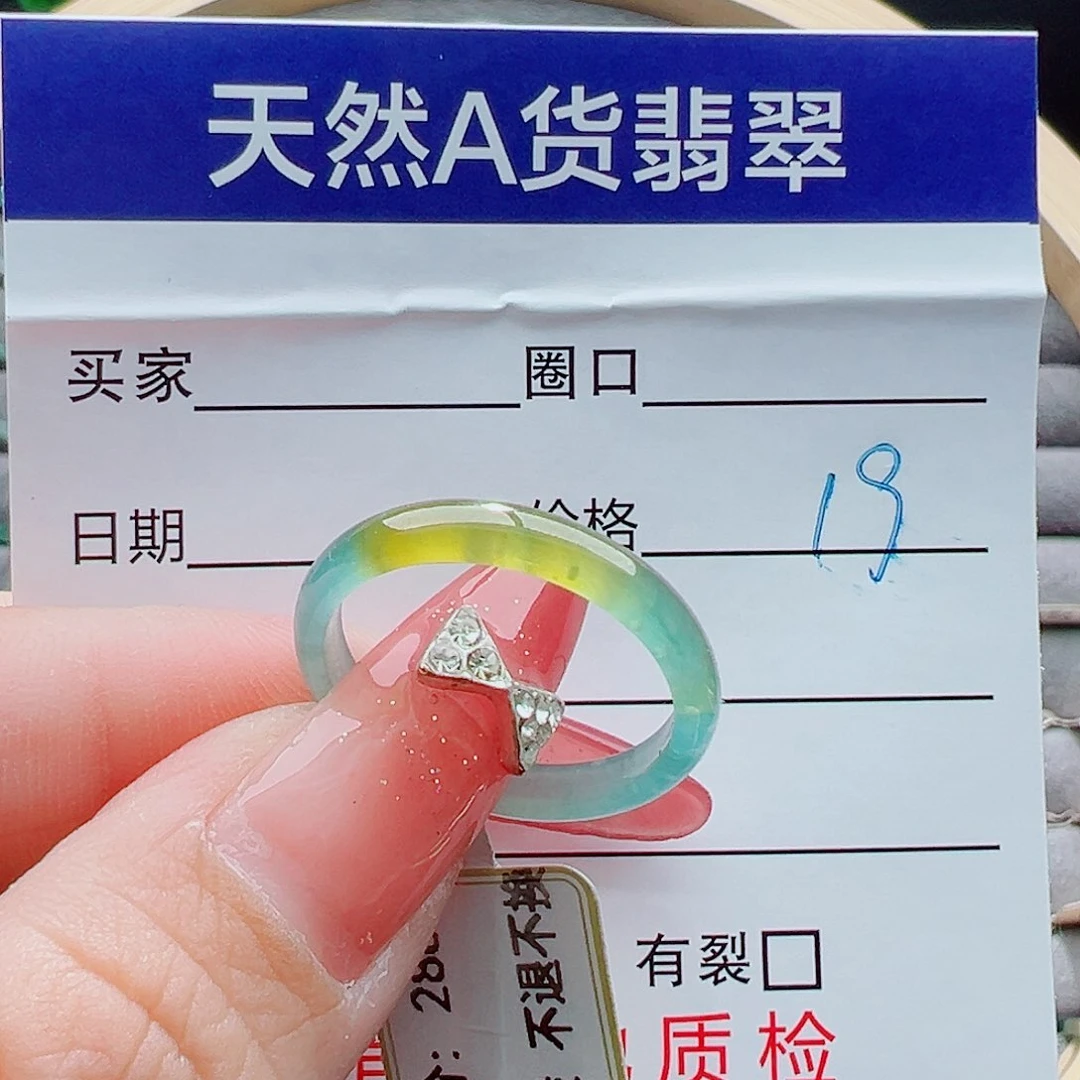 天然A货翡翠
买家 圈口
日期 价格 19
有裂□
质检
不退不换